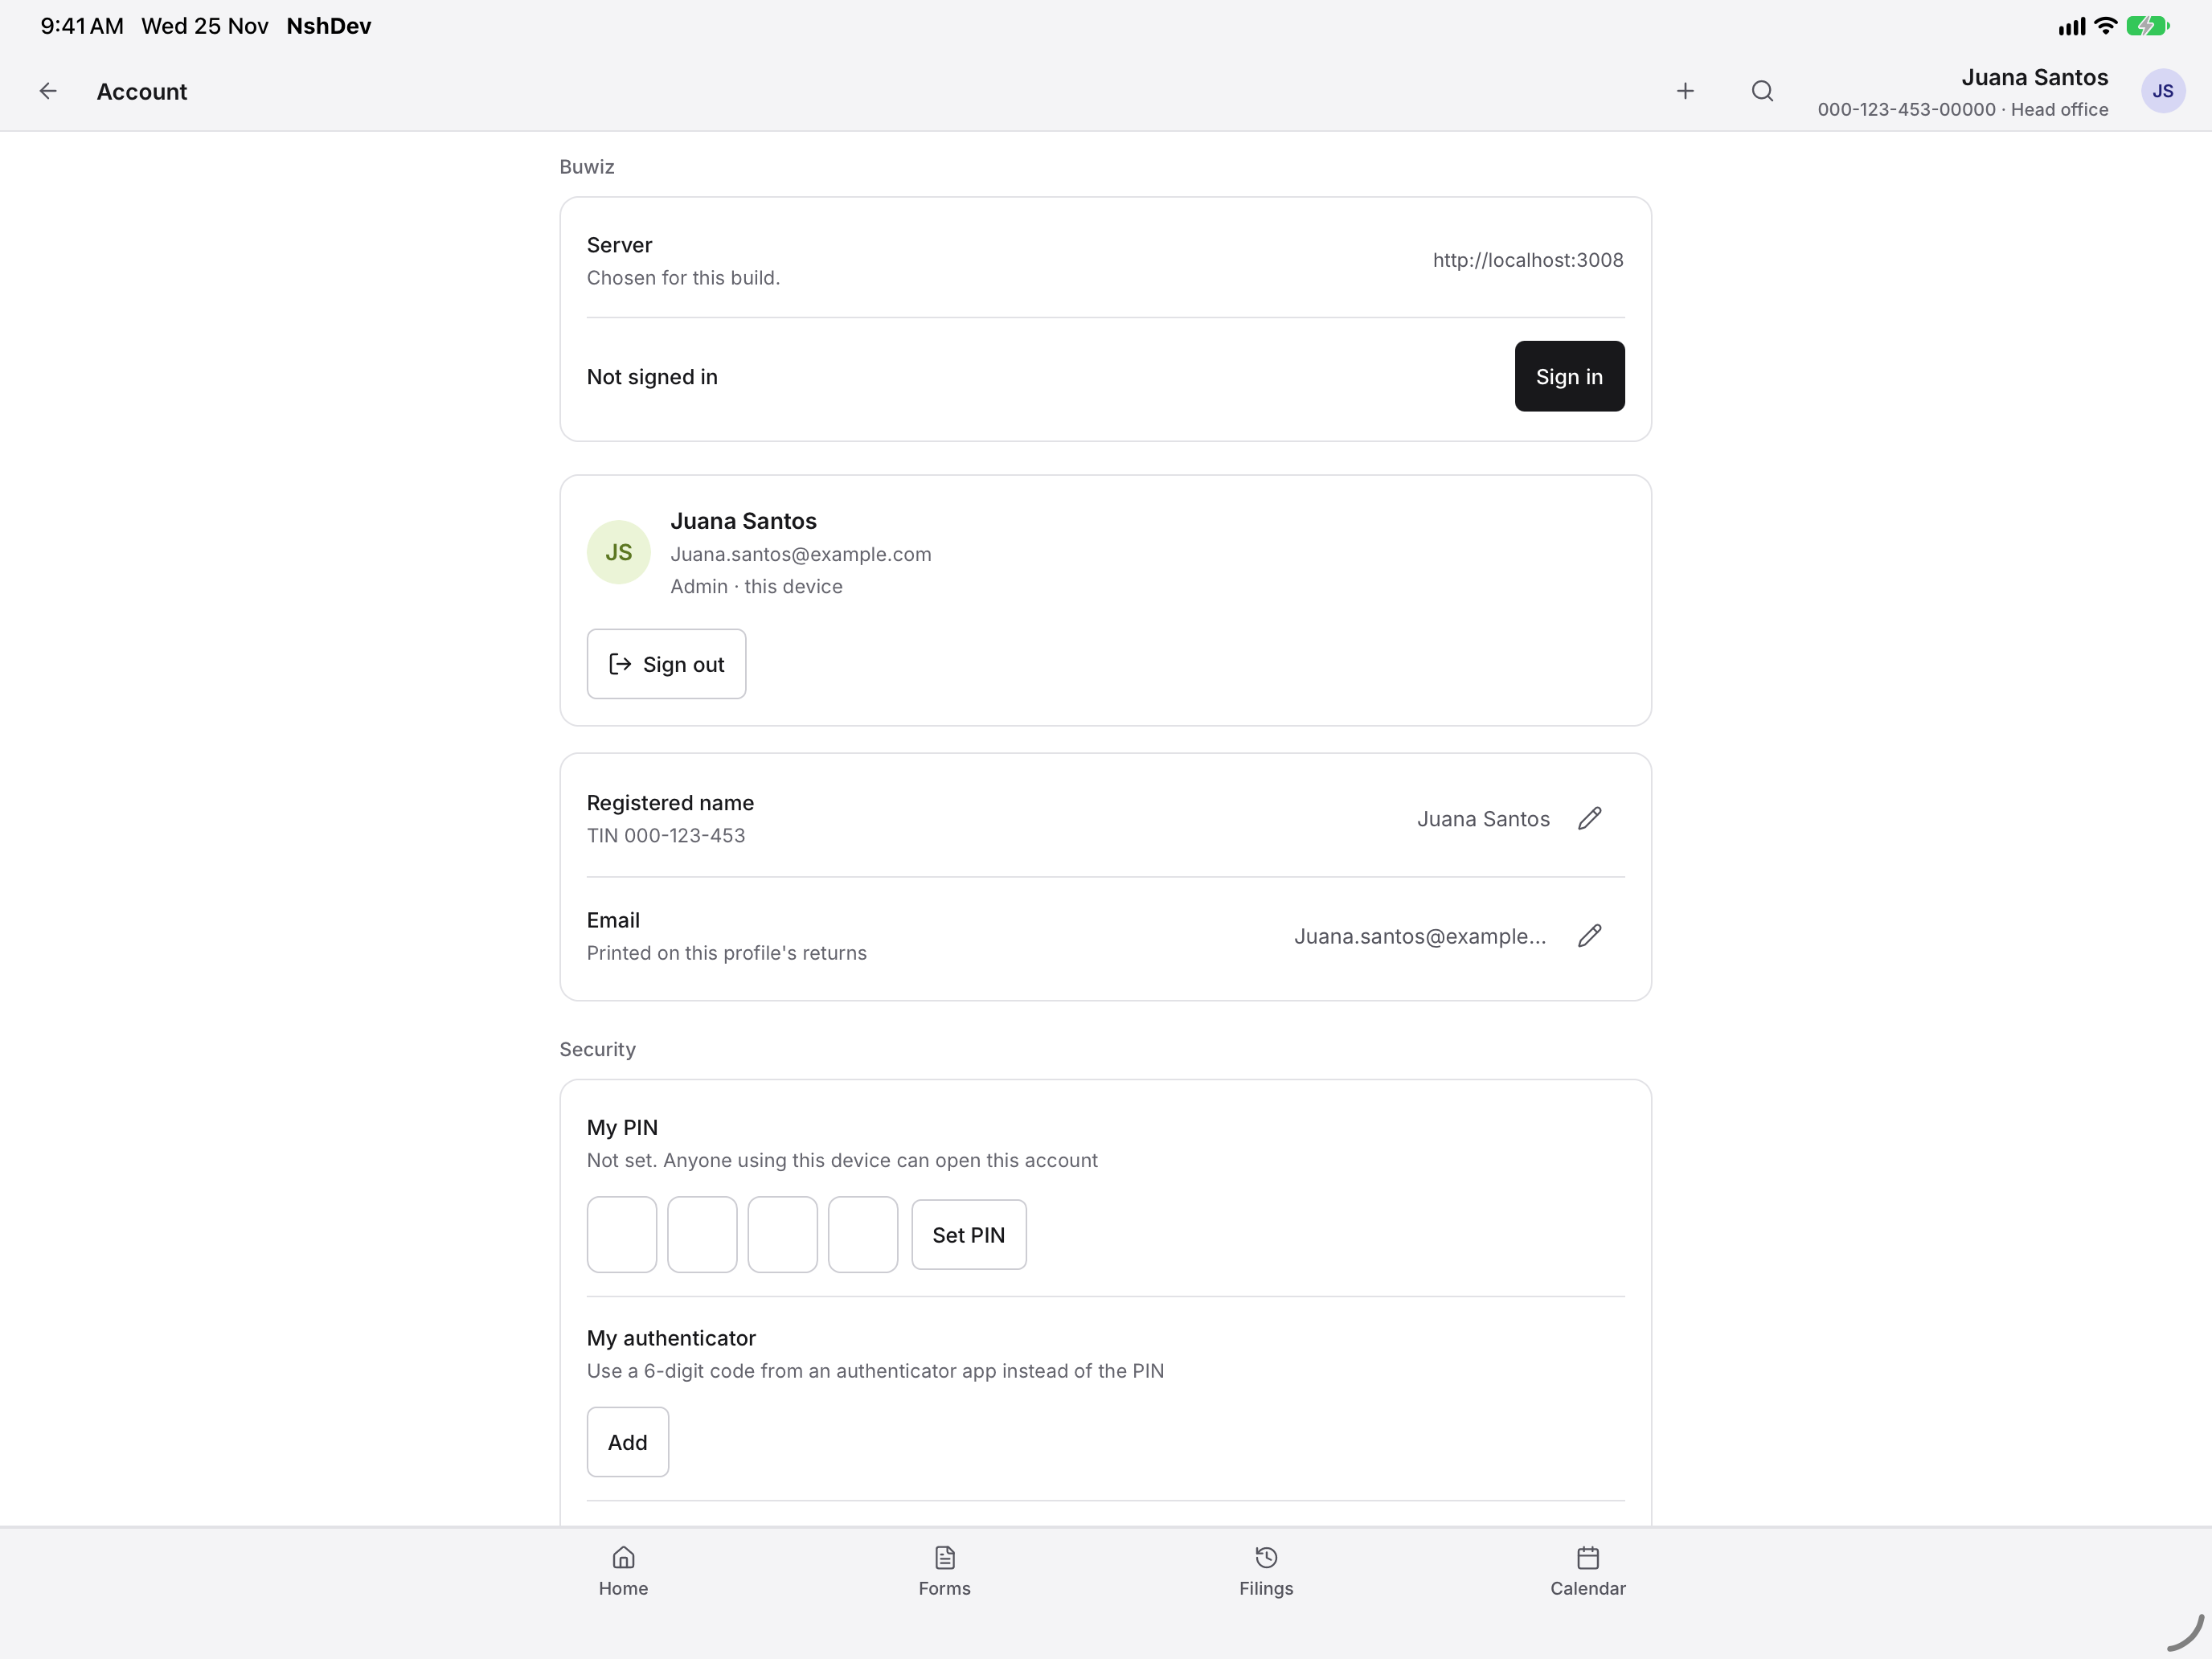 9:41 AM Wed 25 Nov NshDev
Account
Juana Santos
000-123-453-00000 · Head office
JS
Buwiz
Server
Chosen for this build.
http://localhost:3008
Not signed in
Sign in
JS
Juana Santos
Juana.santos@example.com
Admin · this device
Sign out
Registered name
TIN 000-123-453
Juana Santos
Email
Printed on this profile's returns
Juana.santos@example...
Security
My PIN
Not set. Anyone using this device can open this account
Set PIN
My authenticator
Use a 6-digit code from an authenticator app instead of the PIN
Add
Home
Forms
Filings
Calendar